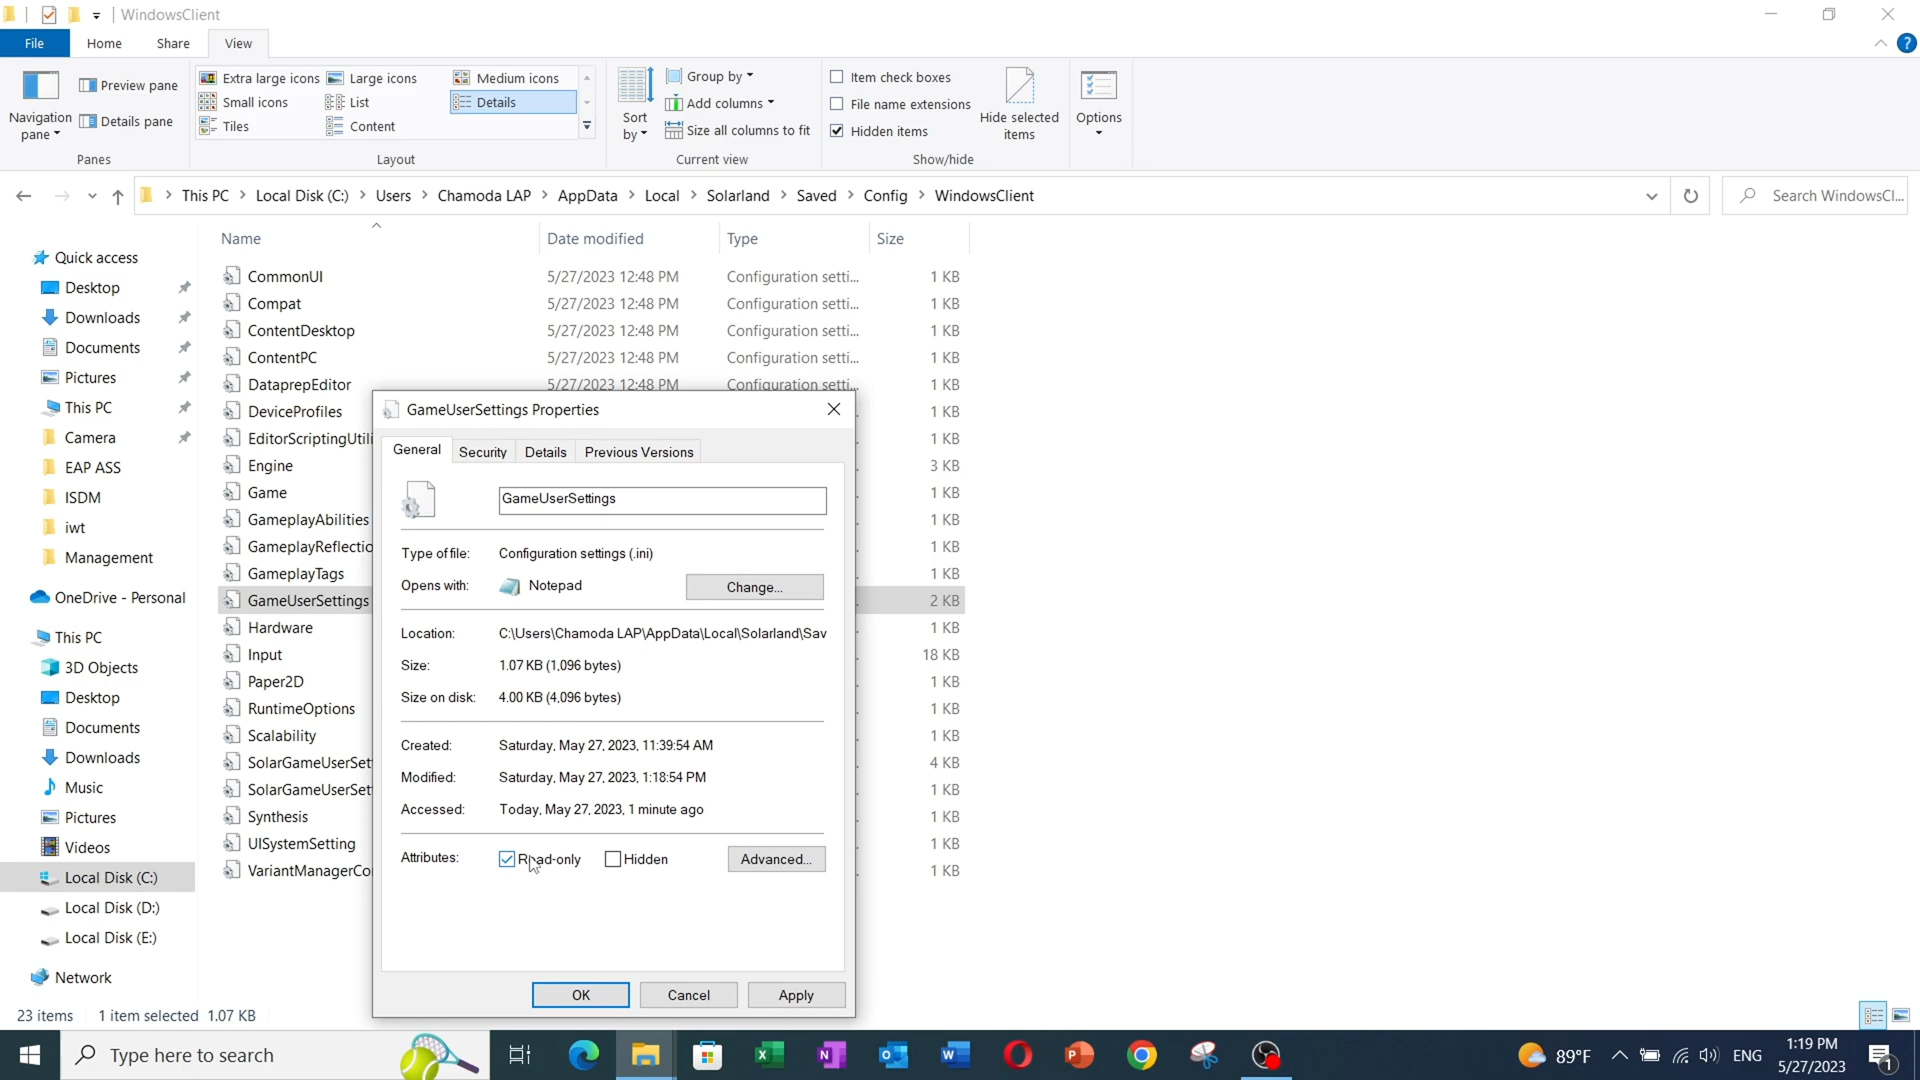 WindowsClient
File Home Share View
Navigation pane
Preview pane
Details pane
Panes
Extra large icons Large icons Medium icons
Small icons List Details
Tiles Content
Layout
Sort by
Group by
Add columns
Size all columns to fit
Current view
Item check boxes
File name extensions
Hidden items
Hide selected items
Show/hide
Options
This PC > Local Disk (C:) > Users > Chamoda LAP > AppData > Local > Solarland > Saved > Config > WindowsClient
Search WindowsCl...
Name Date modified Type Size
Quick access
Desktop
Downloads
Documents
Pictures
This PC
Camera
EAP ASS
ISDM
iwt
Management
OneDrive - Personal
This PC
3D Objects
Desktop
Documents
Downloads
Music
Pictures
Videos
Local Disk (C:)
Local Disk (D:)
Local Disk (E:)
Network
CommonUI 5/27/2023 12:48 PM Configuration setti... 1 KB
Compat 5/27/2023 12:48 PM Configuration setti... 1 KB
ContentDesktop 5/27/2023 12:48 PM Configuration setti... 1 KB
ContentPC 5/27/2023 12:48 PM Configuration setti... 1 KB
DataprepEditor 5/27/2023 12:48 PM Configuration setti... 1 KB
DeviceProfiles 1 KB
EditorScriptingUtili 1 KB
Engine 3 KB
Game 1 KB
GameplayAbilities 1 KB
GameplayReflectio 1 KB
GameplayTags 1 KB
GameUserSettings 2 KB
Hardware 1 KB
Input 18 KB
Paper2D 1 KB
RuntimeOptions 1 KB
Scalability 1 KB
SolarGameUserSet 4 KB
SolarGameUserSet 1 KB
Synthesis 1 KB
UISystemSetting 1 KB
VariantManagerCo 1 KB
GameUserSettings Properties
General Security Details Previous Versions
GameUserSettings
Type of file: Configuration settings (.ini)
Opens with: Notepad Change...
Location: C:\Users\Chamoda LAP\AppData\Local\Solarland\Sav
Size: 1.07 KB (1,096 bytes)
Size on disk: 4.00 KB (4,096 bytes)
Created: Saturday, May 27, 2023, 11:39:54 AM
Modified: Saturday, May 27, 2023, 1:18:54 PM
Accessed: Today, May 27, 2023, 1 minute ago
Attributes: Read-only Hidden Advanced...
OK Cancel Apply
23 items 1 item selected 1.07 KB
Type here to search
89°F
ENG
1:19 PM
5/27/2023
1